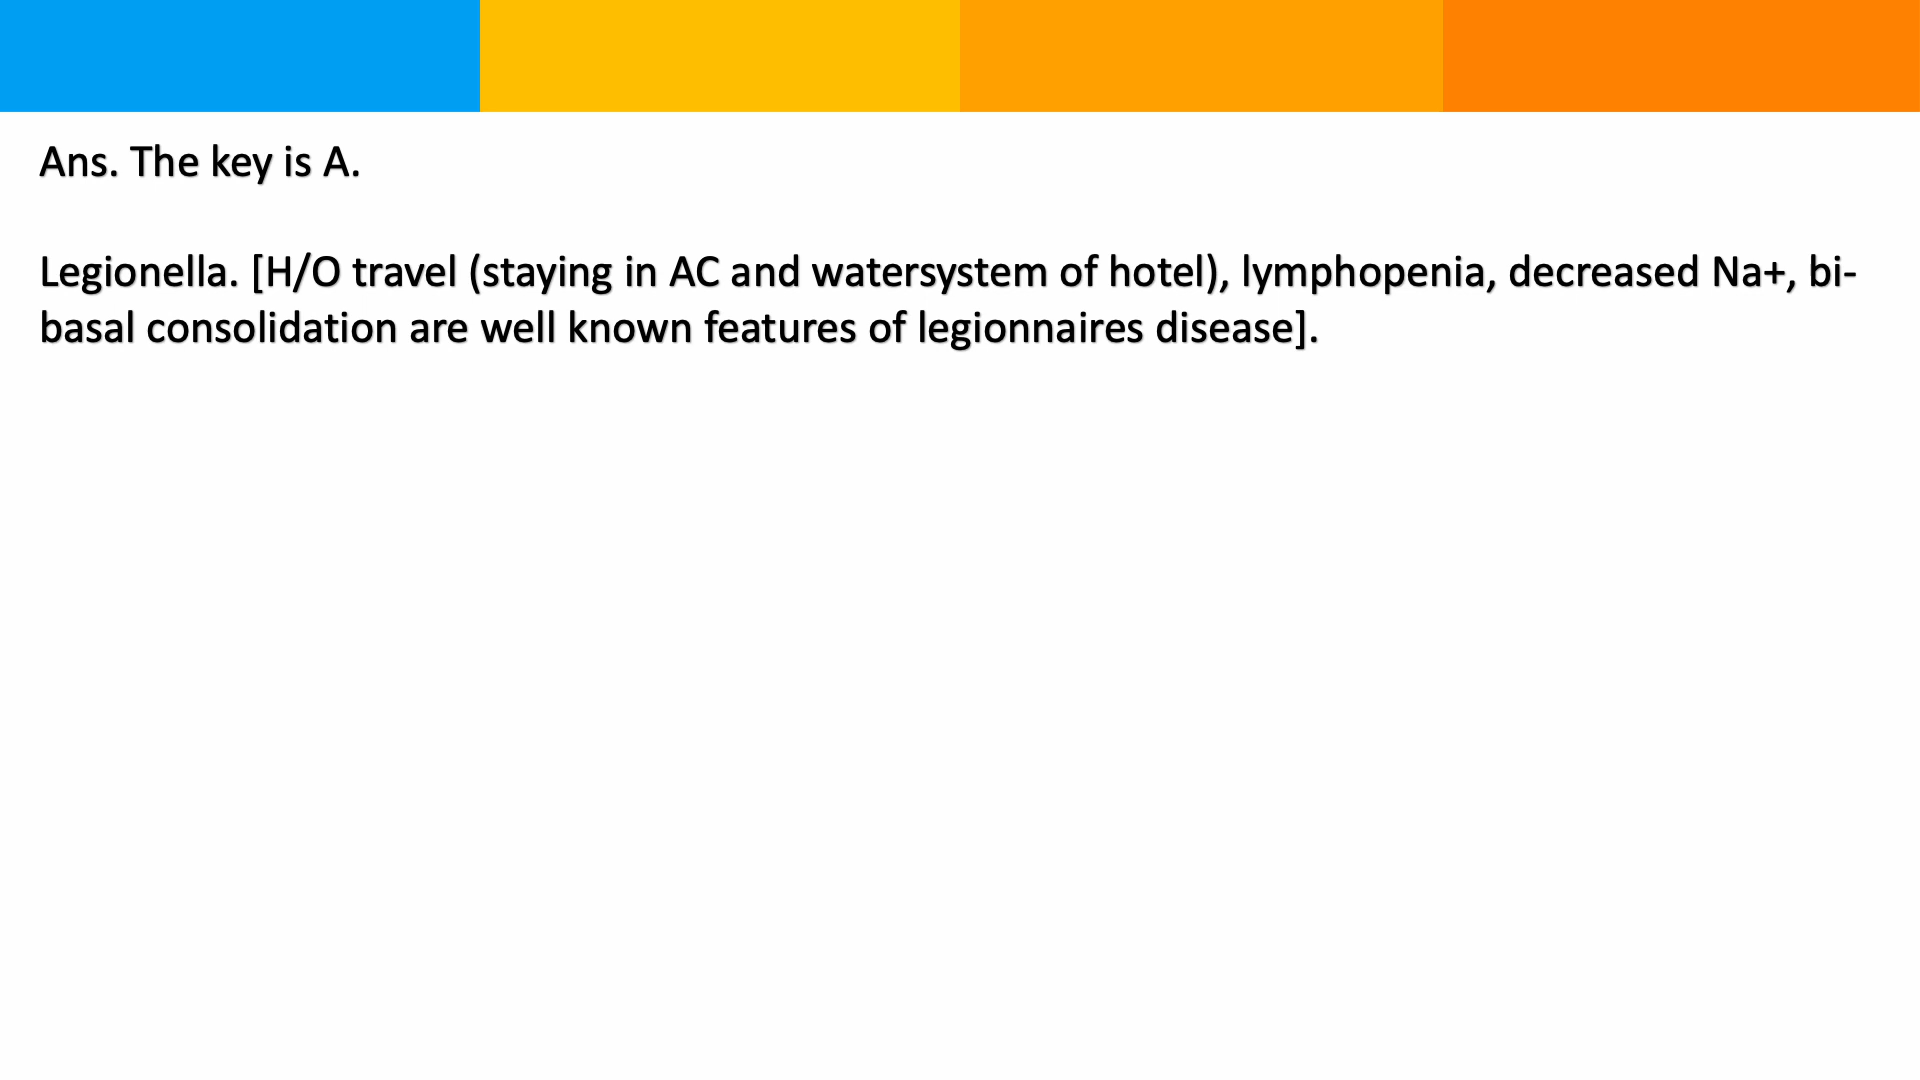 Ans. The key is A.
Legionella. [H/O travel (staying in AC and watersystem of hotel), lymphopenia, decreased Na+, bi-
basal consolidation are well known features of legionnaires disease].